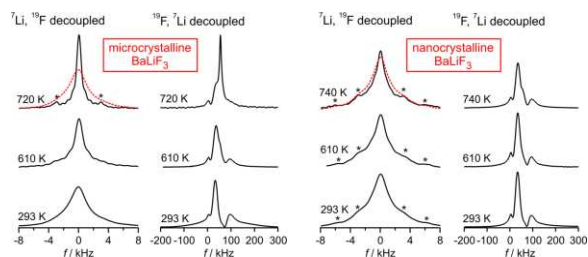 ⁷Li, ¹⁹F decoupled
¹⁹F, ⁷Li decoupled
microcrystalline
BaLiF₃
720 K
* *
610 K
293 K
-8 -4 0 4 8
f / kHz
720 K
610 K
293 K
-200 -100 0 100 200 300
f / kHz
⁷Li, ¹⁹F decoupled
¹⁹F, ⁷Li decoupled
nanocrystalline
BaLiF₃
740 K
* * * *
610 K
* * * *
293 K
* * * *
-8 -4 0 4 8
f / kHz
740 K
610 K
293 K
-200 -100 0 100 200 300
f / kHz